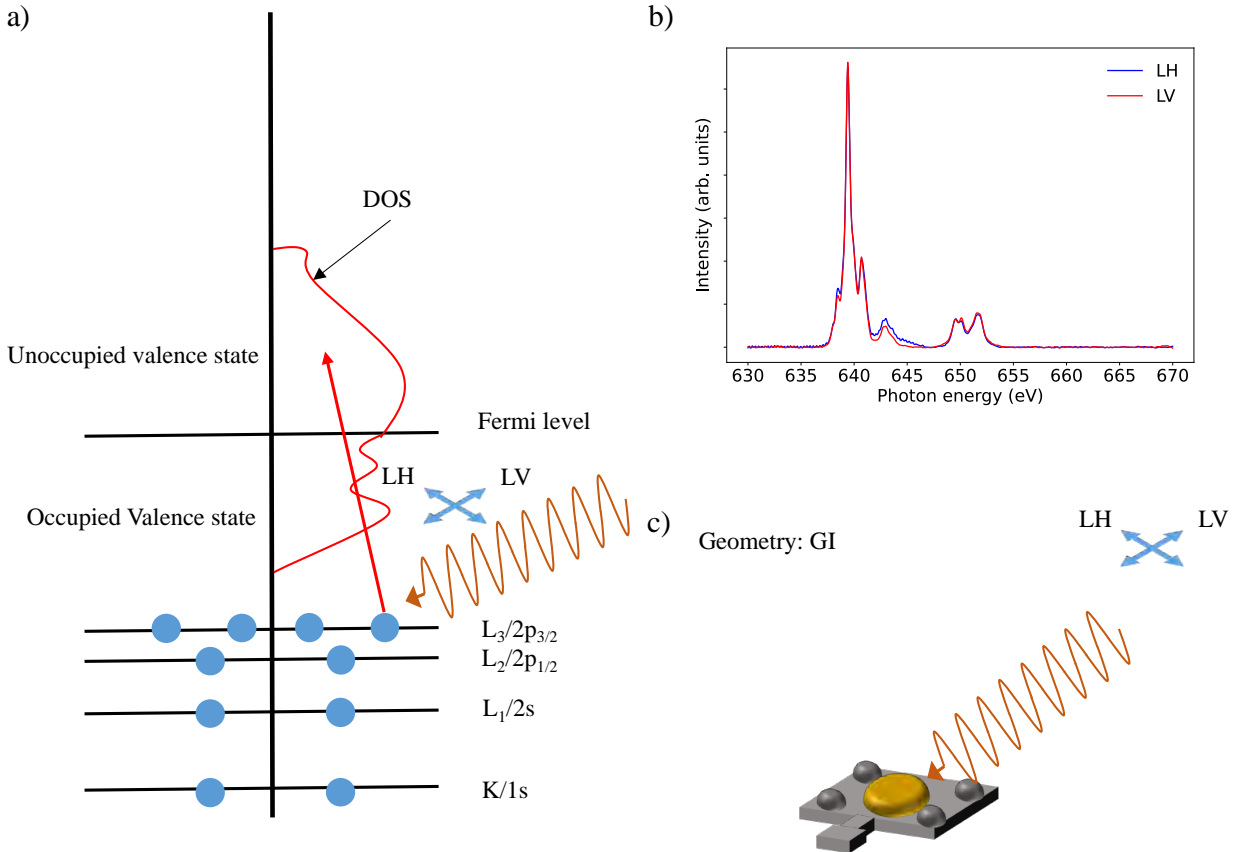 a)
DOS
Unoccupied valence state
Fermi level
LH
LV
Occupied Valence state
L3/2p3/2
L2/2p1/2
L1/2s
K/1s
b)
LH
LV
Intensity (arb. units)
630 635 640 645 650 655 660 665 670
Photon energy (eV)
c)
Geometry: GI
LH
LV